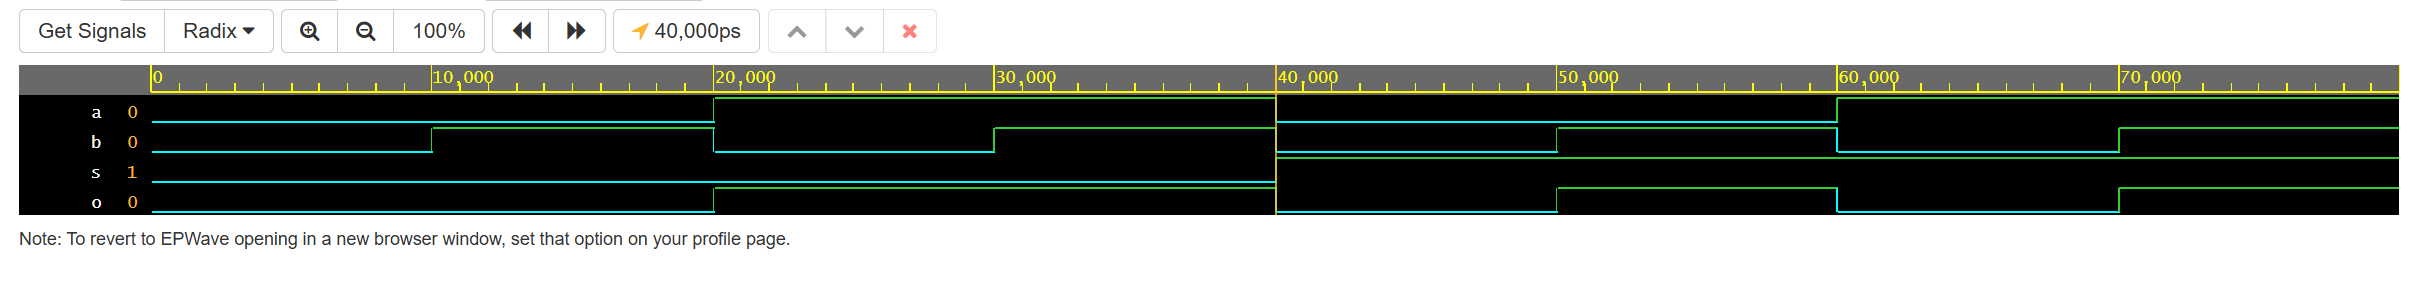 Get Signals Radix 100% 40,000ps
0 10,000 20,000 30,000 40,000 50,000 60,000 70,000
a 0
b 0
s 1
o 0
Note: To revert to EPWave opening in a new browser window, set that option on your profile page.